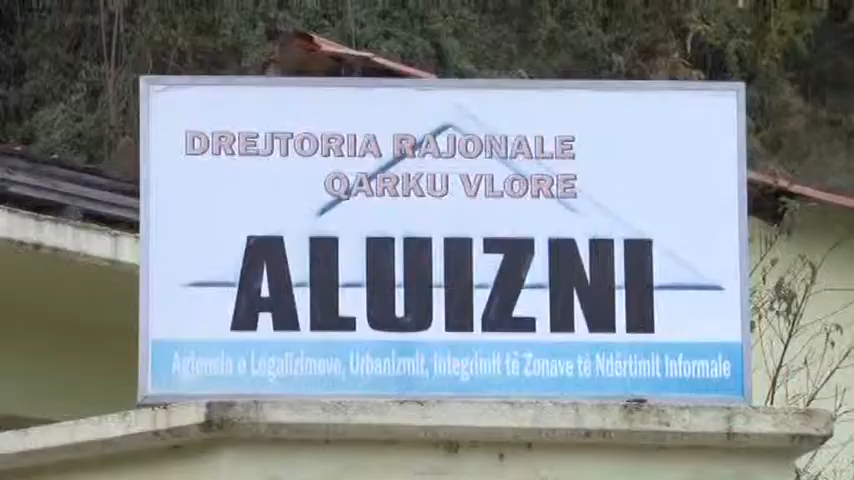 DREJTORIA RAJONALE
QARKU VLORE
ALUIZNI
Agjensia e Legalizimeve, Urbanizmit, Integrimit të Zonave të Ndërtimit Informale